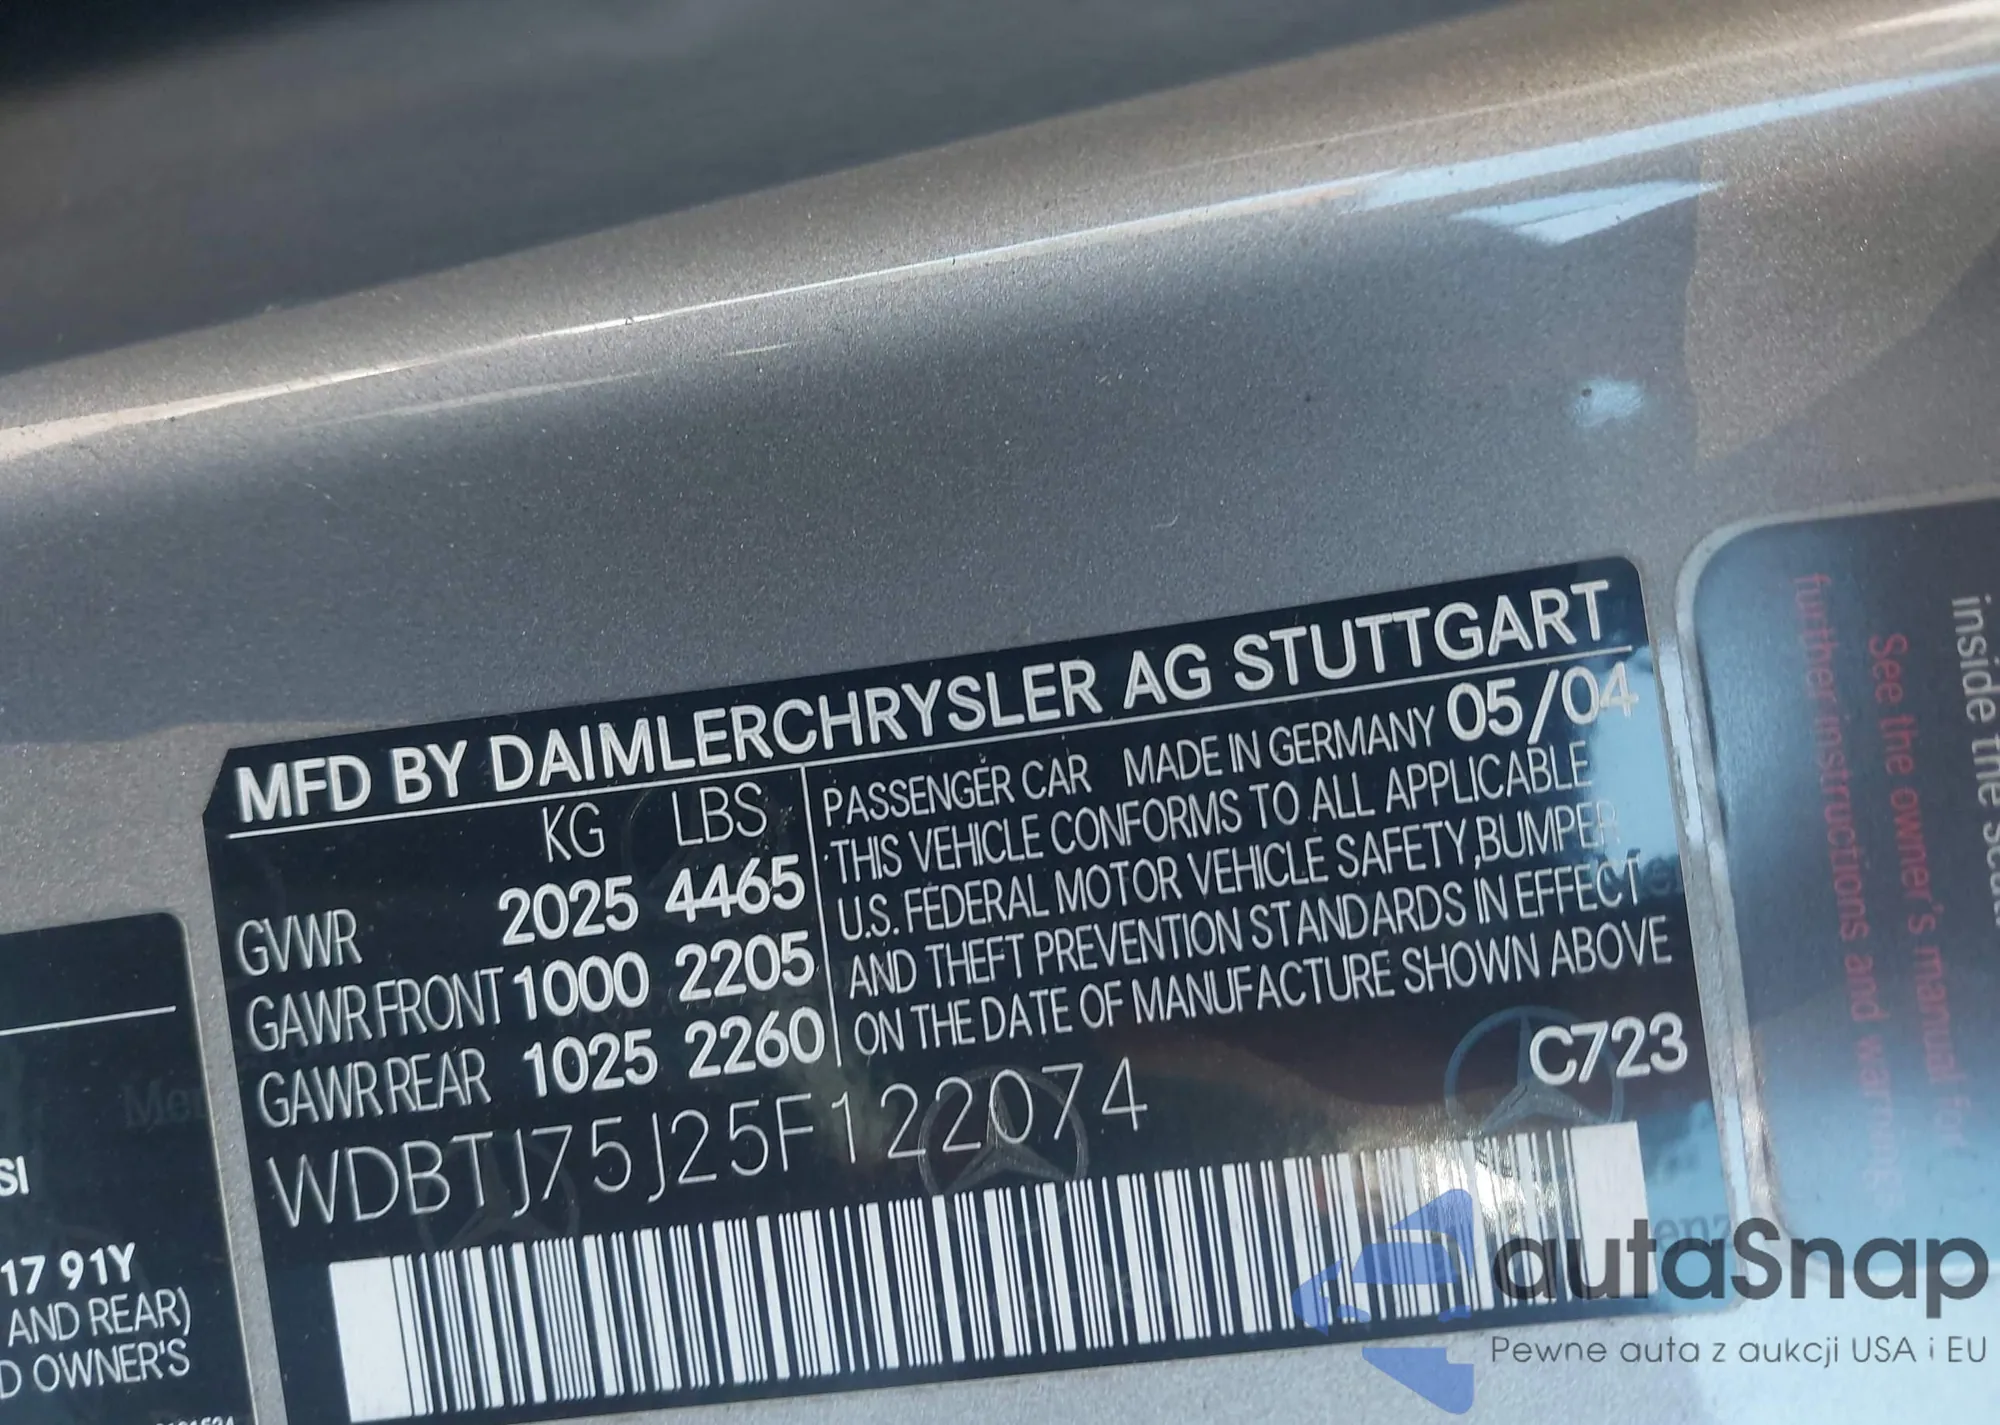 MFD BY DAIMLERCHRYSLER AG STUTTGART
KG LBS
GVWR 2025 4465
GAWR FRONT 1000 2205
GAWR REAR 1025 2260
PASSENGER CAR MADE IN GERMANY 05/04
THIS VEHICLE CONFORMS TO ALL APPLICABLE
U.S. FEDERAL MOTOR VEHICLE SAFETY, BUMPER
AND THEFT PREVENTION STANDARDS IN EFFECT
ON THE DATE OF MANUFACTURE SHOWN ABOVE
C723
WDBTJ75J25F122074
SI
17 91Y
AND REAR)
OWNER'S
inside the
See the owner's manual for
further instructions and warnings
autaSnap
Pewne auta z aukcji USA i EU